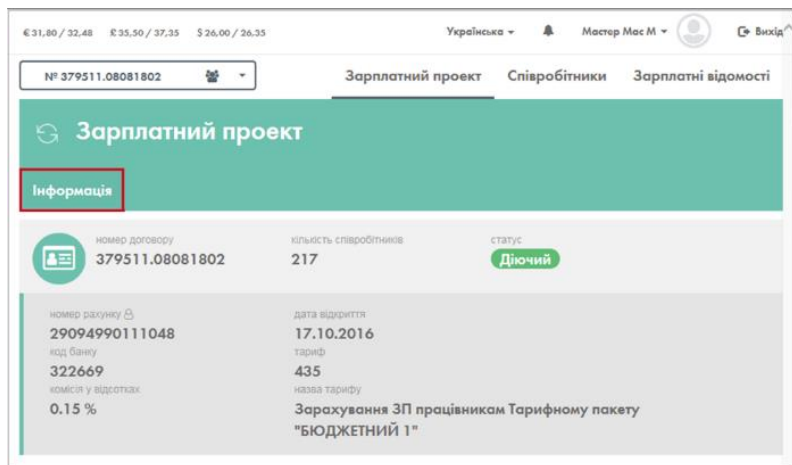 € 31,80 / 32,48 £ 35,50 / 37,35 $ 26,00 / 26,35 Українська Мастер Мас М Вихід
№ 379511.08081802 Зарплатний проект Співробітники Зарплатні відомості
Зарплатний проект
Інформація
номер договору кількість співробітників статус
379511.08081802 217 Діючий
номер рахунку дата відкриття
29094990111048 17.10.2016
код банку тариф
322669 435
комісія у відсотках назва тарифу
0.15 % Зарахування ЗП працівникам Тарифному пакету
"БЮДЖЕТНИЙ 1"